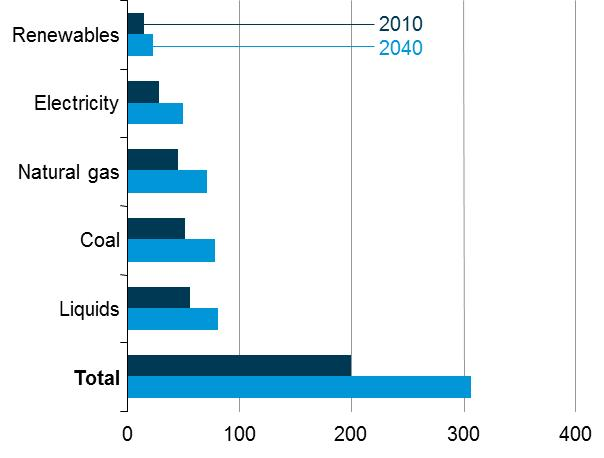 Renewables
2010
2040
Electricity
Natural gas
Coal
Liquids
Total
0 100 200 300 400